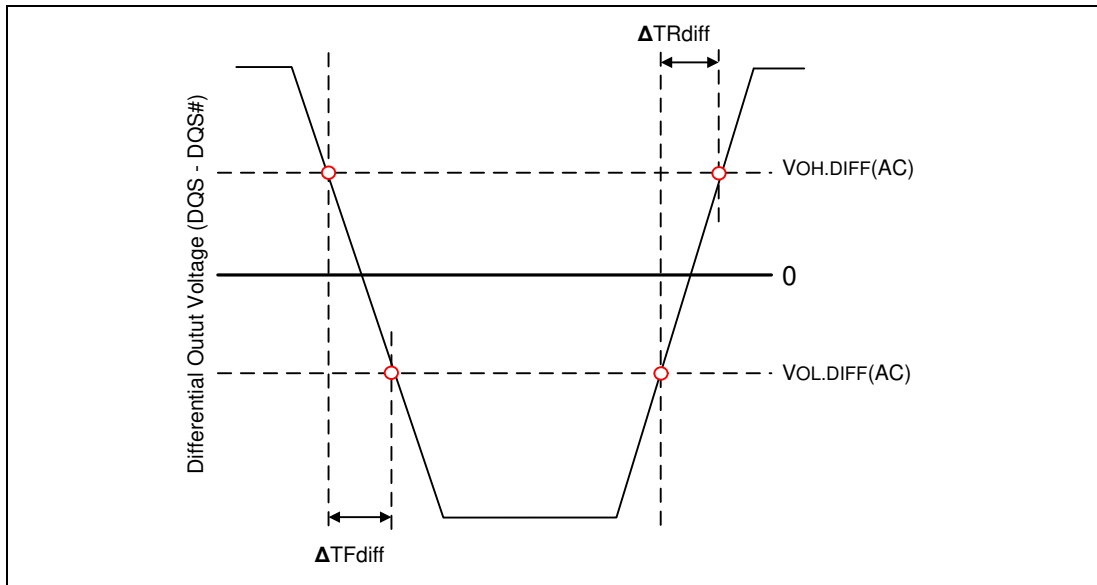 ΔTRdiff
Differential Outut Voltage (DQS - DQS#)
VOH.DIFF(AC)
0
VOL.DIFF(AC)
ΔTFdiff